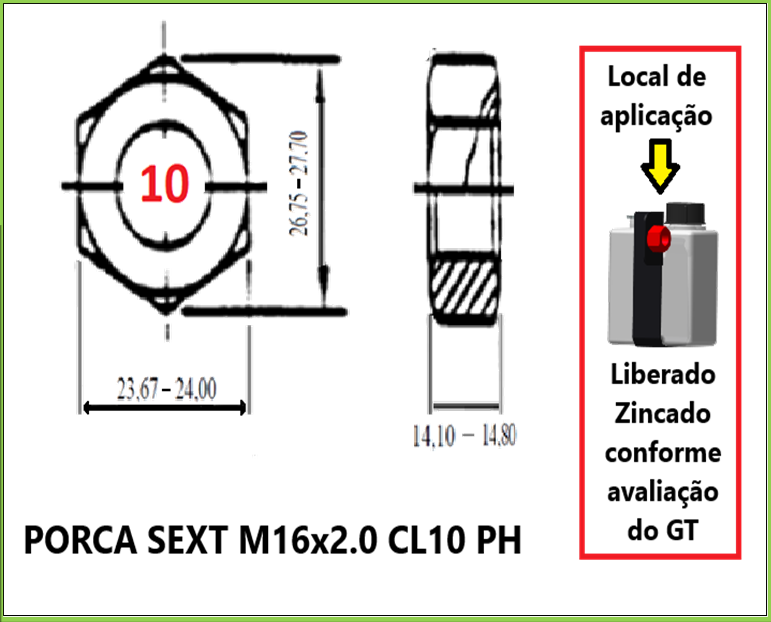 10
26,75 – 27.70
23,67 – 24,00
14,10 – 14,80
PORCA SEXT M16x2.0 CL10 PH
Local de
aplicação
Liberado
Zincado
conforme
avaliação
do GT